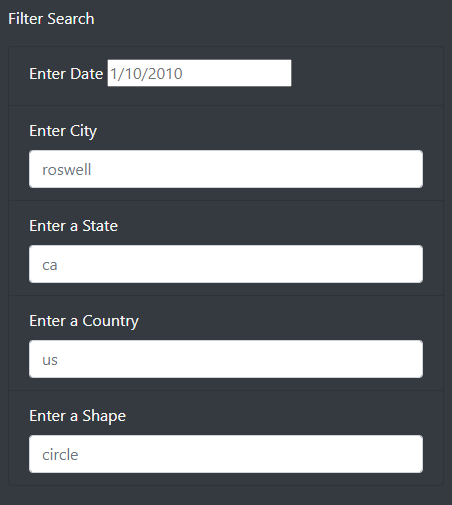 Filter Search
Enter Date 1/10/2010
Enter City
roswell
Enter a State
ca
Enter a Country
us
Enter a Shape
circle